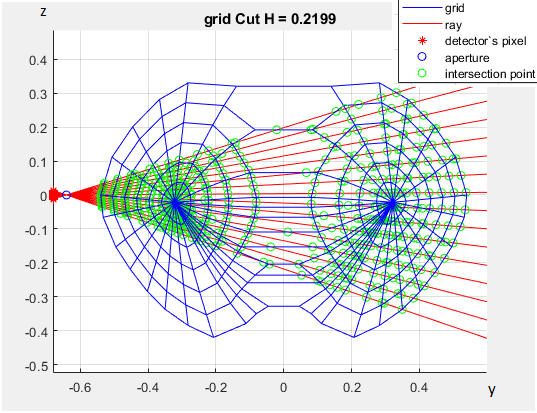 z
grid Cut H = 0.2199
grid
ray
detector`s pixel
aperture
intersection point
0.4
0.3
0.2
0.1
0
-0.1
-0.2
-0.3
-0.4
-0.5
-0.6 -0.4 -0.2 0 0.2 0.4
y